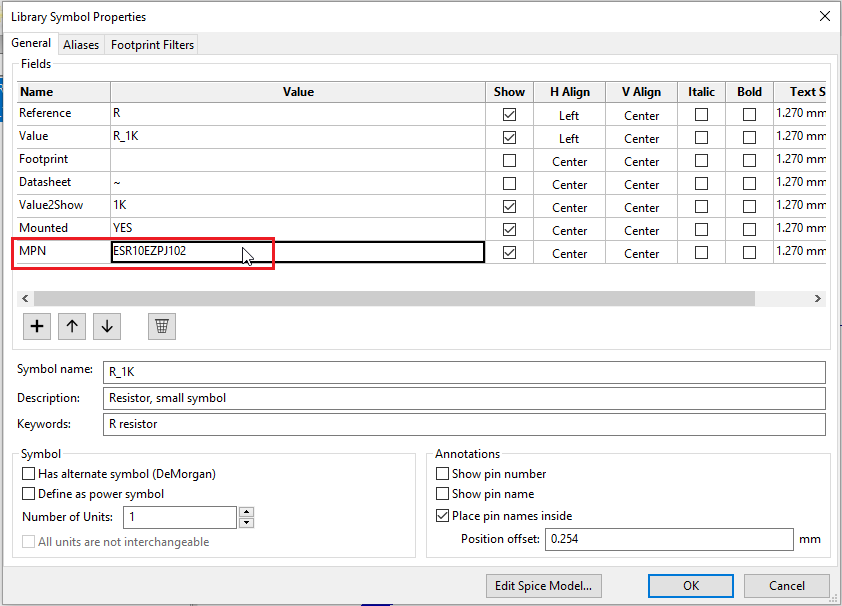 Library Symbol Properties
General Aliases Footprint Filters
Fields
Name Value Show H Align V Align Italic Bold Text S
Reference R Left Center 1.270 mm
Value R_1K Left Center 1.270 mm
Footprint Center Center 1.270 mm
Datasheet ~ Center Center 1.270 mm
Value2Show 1K Center Center 1.270 mm
Mounted YES Center Center 1.270 mm
MPN ESR10EZPJ102 Center Center 1.270 mm
Symbol name: R_1K
Description: Resistor, small symbol
Keywords: R resistor
Symbol
Has alternate symbol (DeMorgan)
Define as power symbol
Number of Units: 1
All units are not interchangeable
Annotations
Show pin number
Show pin name
Place pin names inside
Position offset: 0.254 mm
Edit Spice Model... OK Cancel